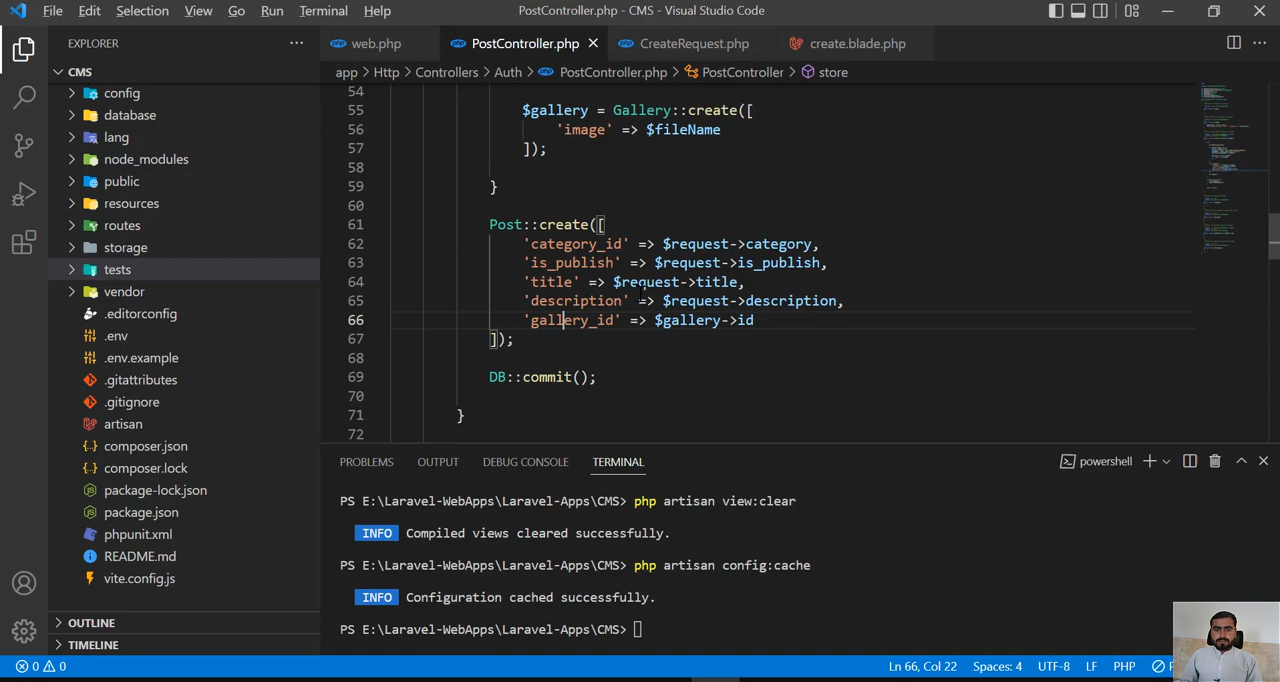 File Edit Selection View Go Run Terminal Help
PostController.php - CMS - Visual Studio Code
EXPLORER
web.php
PostController.php
CreateRequest.php
create.blade.php
CMS
app > Http > Controllers > Auth > PostController.php > PostController > store
config
database
lang
node_modules
public
resources
routes
storage
tests
vendor
.editorconfig
.env
.env.example
.gitattributes
.gitignore
artisan
composer.json
composer.lock
package-lock.json
package.json
phpunit.xml
README.md
vite.config.js
OUTLINE
TIMELINE
54
55 $gallery = Gallery::create([
56 'image' => $fileName
57 ]);
58
59 }
60
61 Post::create([
62 'category_id' => $request->category,
63 'is_publish' => $request->is_publish,
64 'title' => $request->title,
65 'description' => $request->description,
66 'gallery_id' => $gallery->id
67 ]);
68
69 DB::commit();
70
71 }
72
PROBLEMS OUTPUT DEBUG CONSOLE TERMINAL
powershell
PS E:\Laravel-WebApps\Laravel-Apps\CMS> php artisan view:clear
INFO Compiled views cleared successfully.
PS E:\Laravel-WebApps\Laravel-Apps\CMS> php artisan config:cache
INFO Configuration cached successfully.
PS E:\Laravel-WebApps\Laravel-Apps\CMS>
0 0
Ln 66, Col 22 Spaces: 4 UTF-8 LF PHP